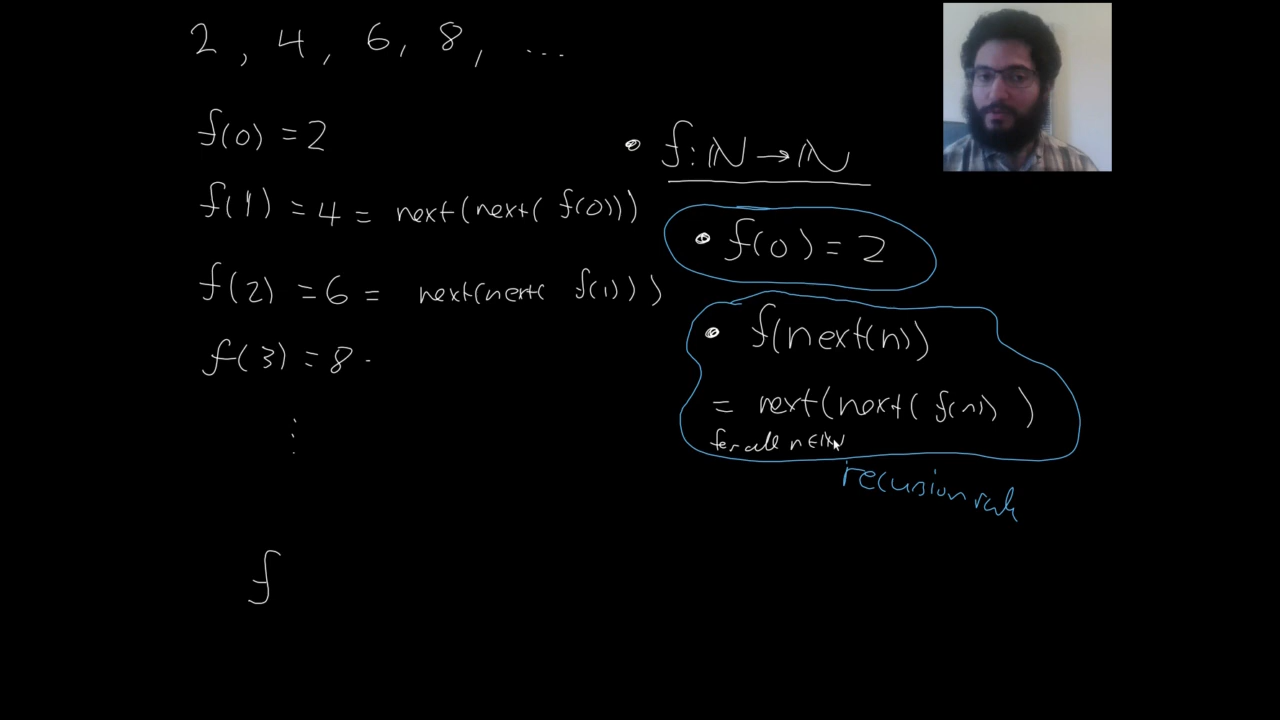 2, 4, 6, 8, ...
f(0) = 2
f(1) = 4 = next(next( f(0)))
f(2) = 6 = next(next( f(1)))
f(3) = 8 .
⋮
f
• f: ℕ → ℕ
• f(0) = 2
• f(next(n))
= next(next( f(n)) )
for all n ∈ ℕ
recursion rule